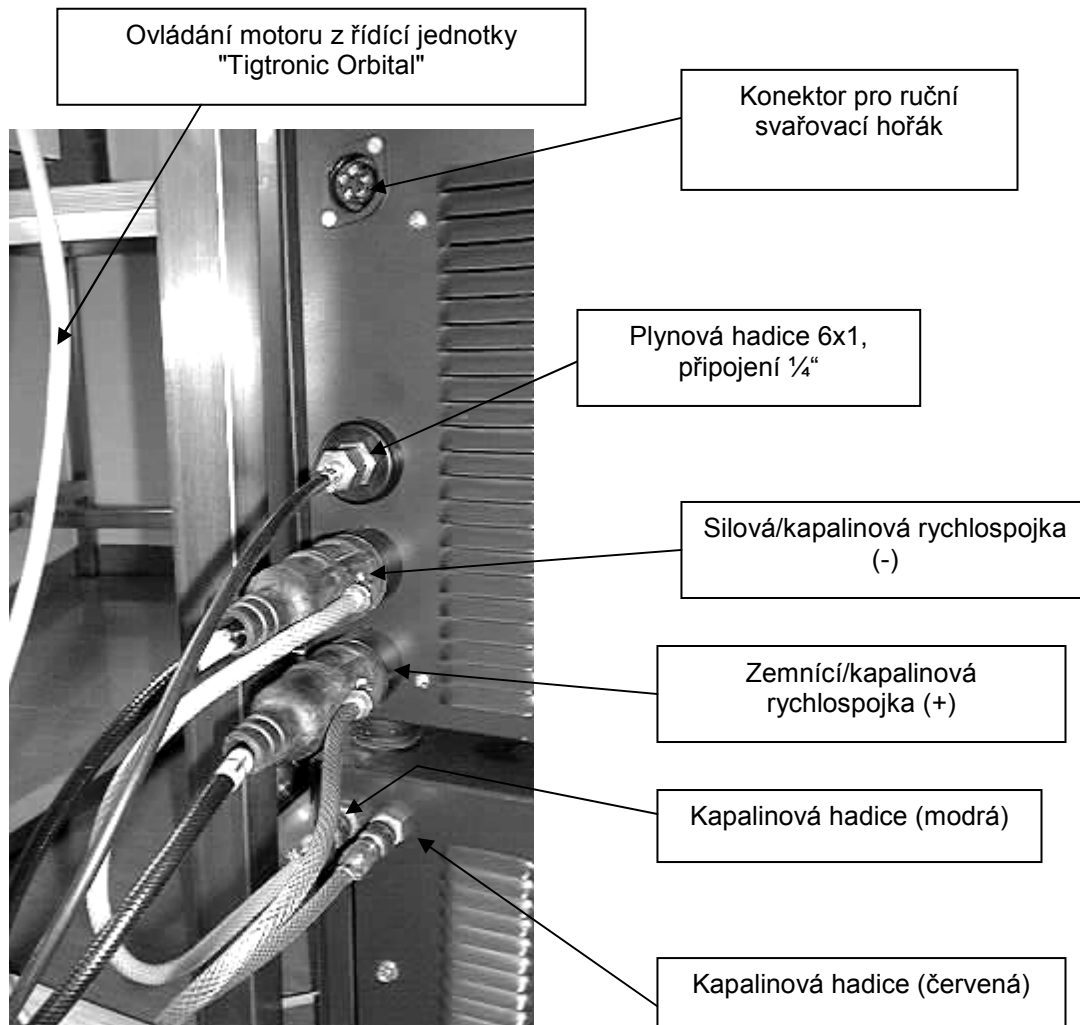 Ovládání motoru z řídící jednotky
"Tigtronic Orbital"
Konektor pro ruční
svařovací hořák
Plynová hadice 6x1,
připojení ¼“
Silová/kapalinová rychlospojka
(-)
Zemnící/kapalinová
rychlospojka (+)
Kapalinová hadice (modrá)
Kapalinová hadice (červená)